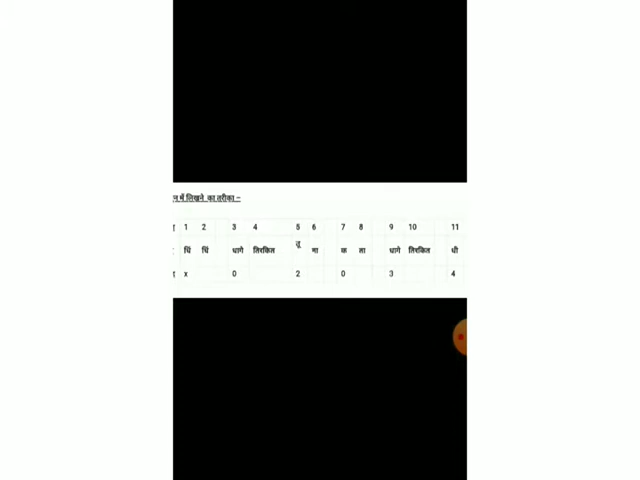 न में लिखने का तरीका –
1 2 3 4 5 6 7 8 9 10 11
धिं धिं धागे तिरकित तू ना क त्ता धागे तिरकित धी
x 0 2 0 3 4